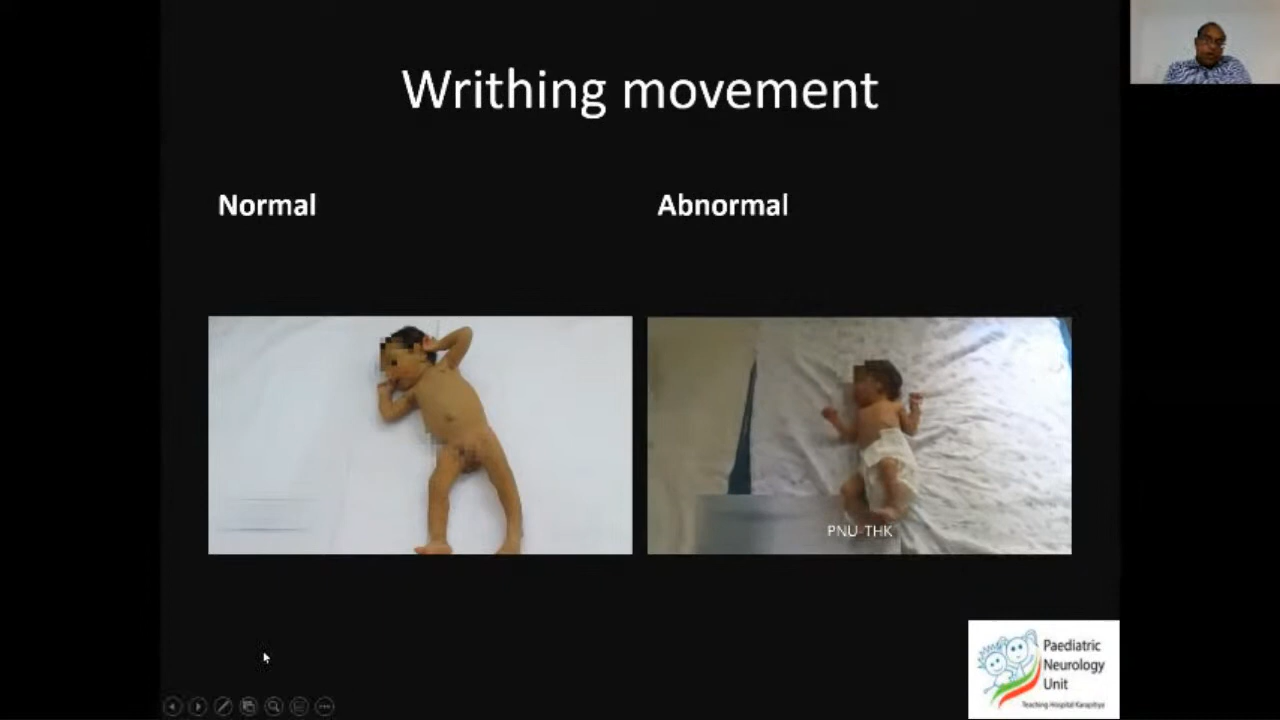 Writhing movement
Normal
Abnormal
PNU-THK
Paediatric
Neurology
Unit
Teaching Hospital Karapitiya